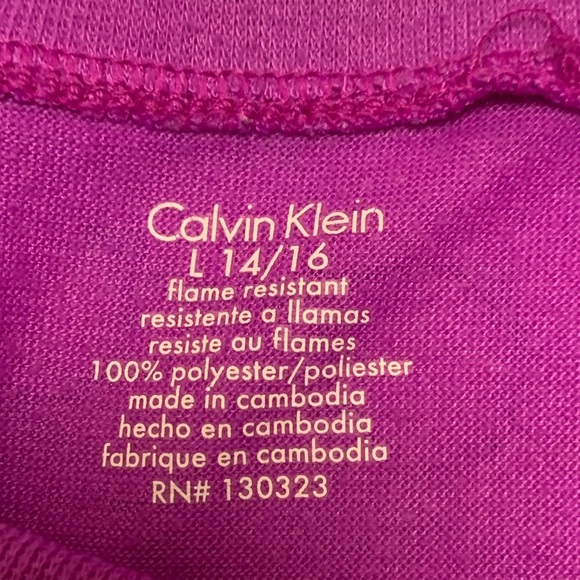 Calvin Klein
L 14/16
flame resistant
resistente a llamas
resiste au flames
100% polyester/poliester
made in cambodia
hecho en cambodia
fabrique en cambodia
RN# 130323